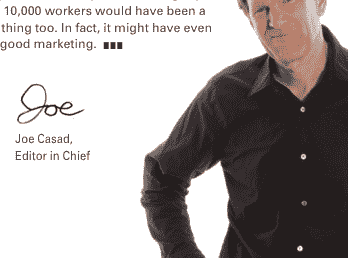 10,000 workers would have been a
thing too. In fact, it might have even
good marketing.
Joe
Joe Casad,
Editor in Chief